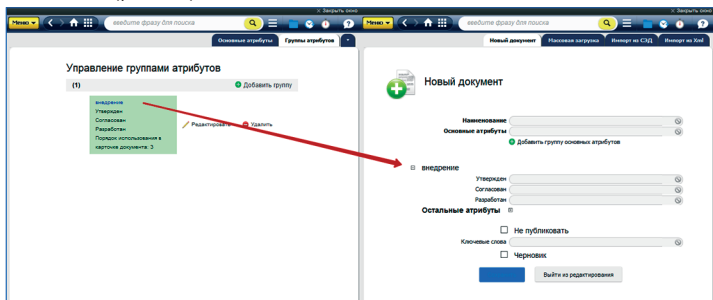 × Закрыть окно
Меню
введите фразу для поиска
Основные атрибуты
Группы атрибутов
Управление группами атрибутов
(1)
Добавить группу
внедрение
Утвержден
Согласован
Разработан
Порядок использования в
карточке документа: 3
Редактировать
Удалить
× Закрыть окно
Меню
введите фразу для поиска
Новый документ
Массовая загрузка
Импорт из СЭД
Импорт из Xml
Новый документ
Наименование
Основные атрибуты
Добавить группу основных атрибутов
внедрение
Утвержден
Согласован
Разработан
Остальные атрибуты
Не публиковать
Ключевые слова
Черновик
Выйти из редактирования